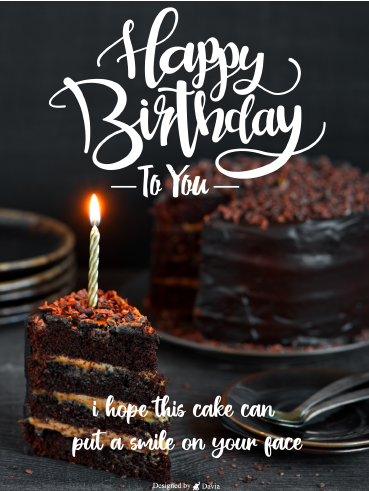 Happy
Birthday
To You
i hope this cake can
put a smile on your face
Designed by Davia